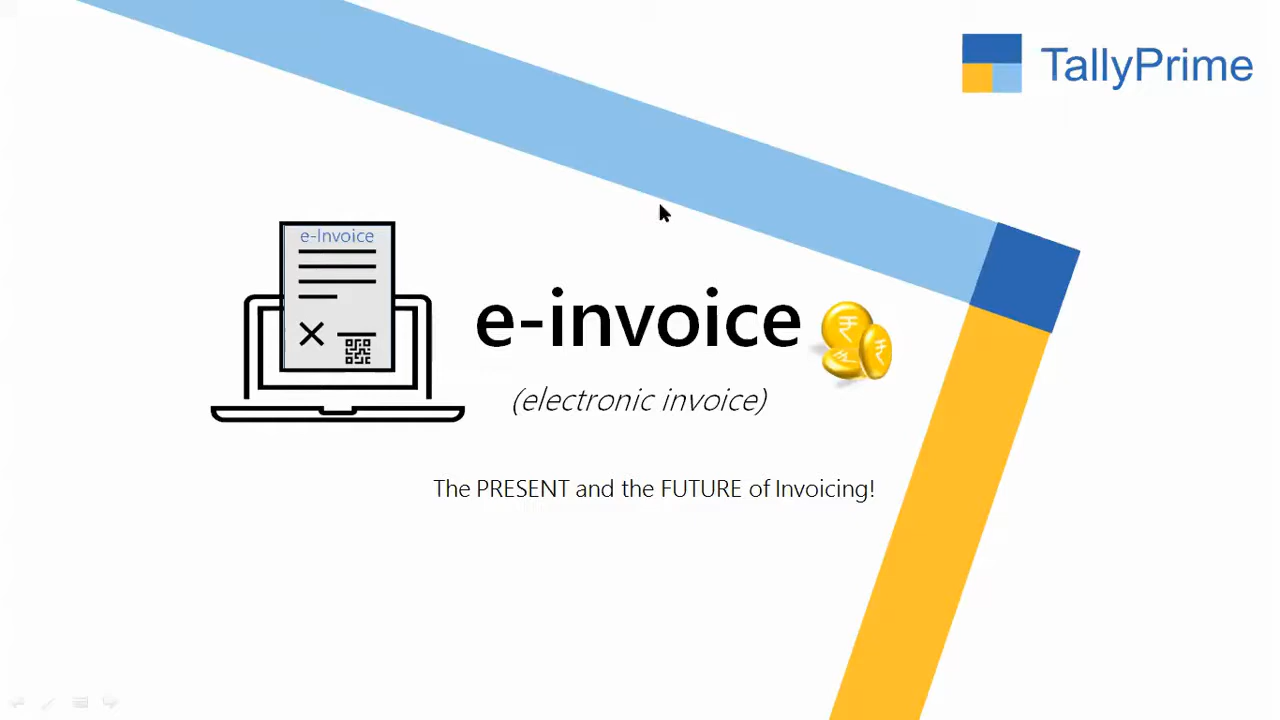 TallyPrime
e-Invoice
e-invoice
(electronic invoice)
The PRESENT and the FUTURE of Invoicing!